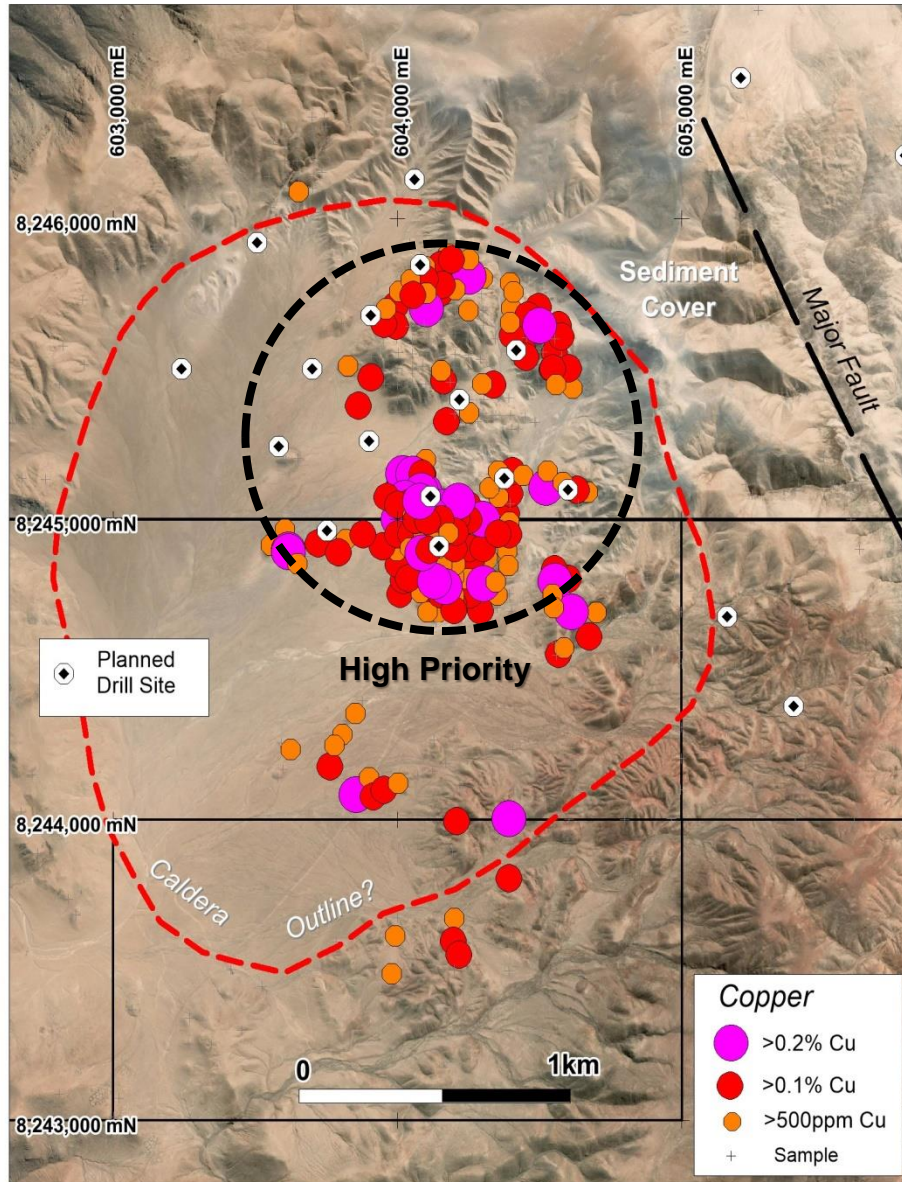 603,000 mE
604,000 mE
605,000 mE
8,246,000 mN
Sediment
Cover
Major Fault
8,245,000 mN
Planned
Drill Site
High Priority
8,244,000 mN
Caldera
Outline?
8,243,000 mN
0
1km
Copper
>0.2% Cu
>0.1% Cu
>500ppm Cu
Sample